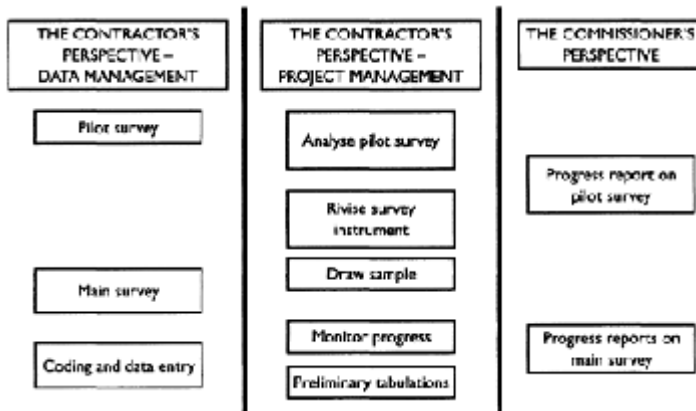 THE CONTRACTOR'S
PERSPECTIVE –
DATA MANAGEMENT
Pilot survey
Main survey
Coding and data entry
THE CONTRACTOR'S
PERSPECTIVE –
PROJECT MANAGEMENT
Analyse pilot survey
Rivise survey
instrument
Draw sample
Monitor progress
Preliminary tabulations
THE COMMISSIONER'S
PERSPECTIVE
Progress report on
pilot survey
Progress reports on
main survey